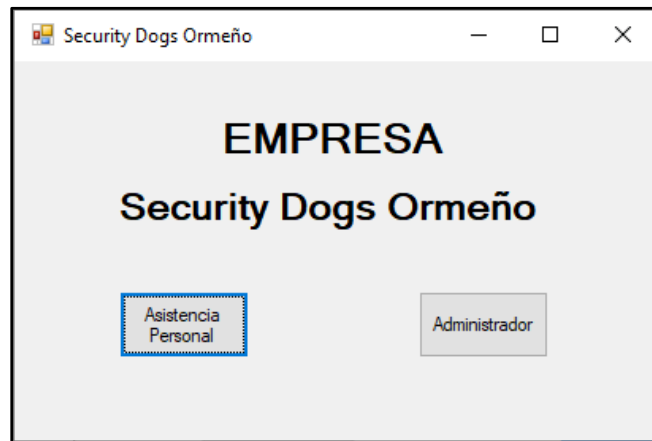 Security Dogs Ormeño
EMPRESA
Security Dogs Ormeño
Asistencia
Personal
Administrador